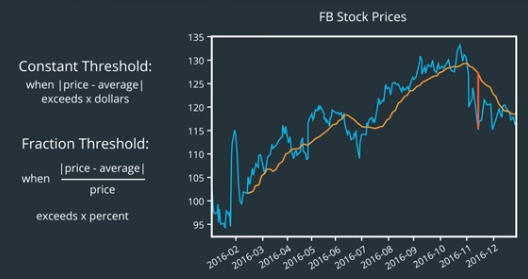 FB Stock Prices
Constant Threshold:
when |price - average|
exceeds x dollars
Fraction Threshold:
when |price - average|
price
exceeds x percent
135
130
125
120
115
110
105
100
95
2016-02
2016-03
2016-04
2016-05
2016-06
2016-07
2016-08
2016-09
2016-10
2016-11
2016-12